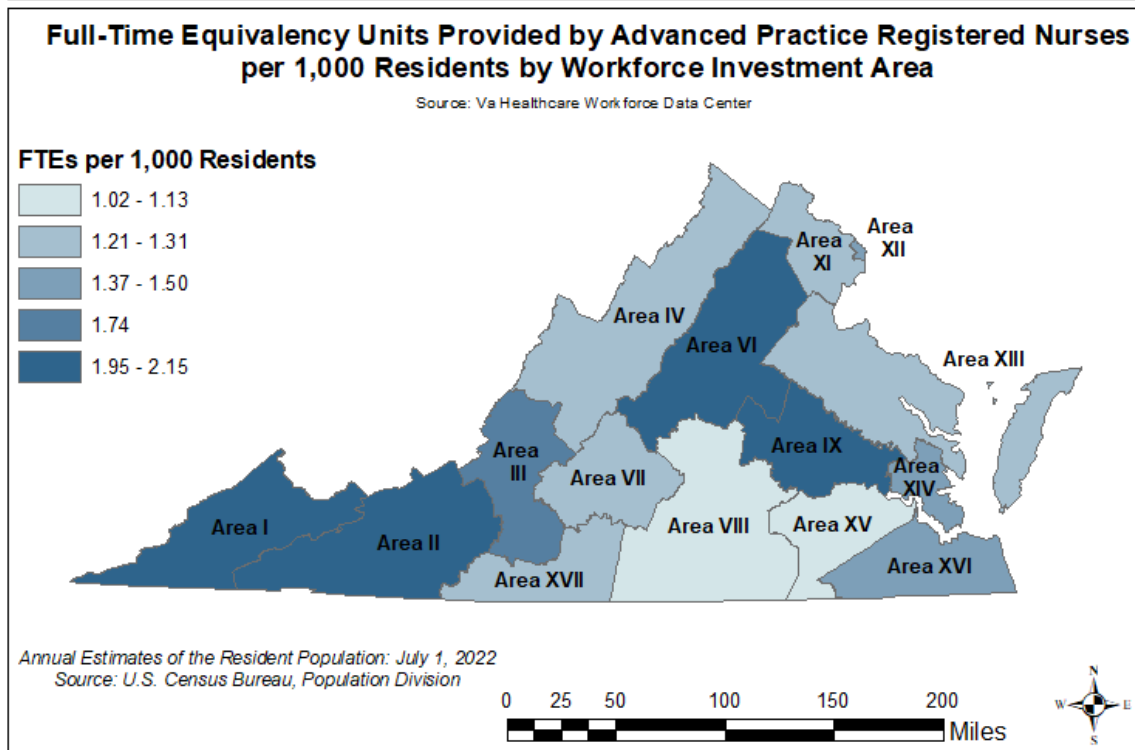 Full-Time Equivalency Units Provided by Advanced Practice Registered Nurses
per 1,000 Residents by Workforce Investment Area
Source: Va Healthcare Workforce Data Center
FTEs per 1,000 Residents
1.02 - 1.13
1.21 - 1.31
1.37 - 1.50
1.74
1.95 - 2.15
Area
XI
Area
XII
Area IV
Area VI
Area XIII
Area
III
Area VII
Area IX
Area
XIV
Area I
Area II
Area VIII
Area XV
Area XVII
Area XVI
Annual Estimates of the Resident Population: July 1, 2022
Source: U.S. Census Bureau, Population Division
0 25 50 100 150 200
Miles
N
W E
S